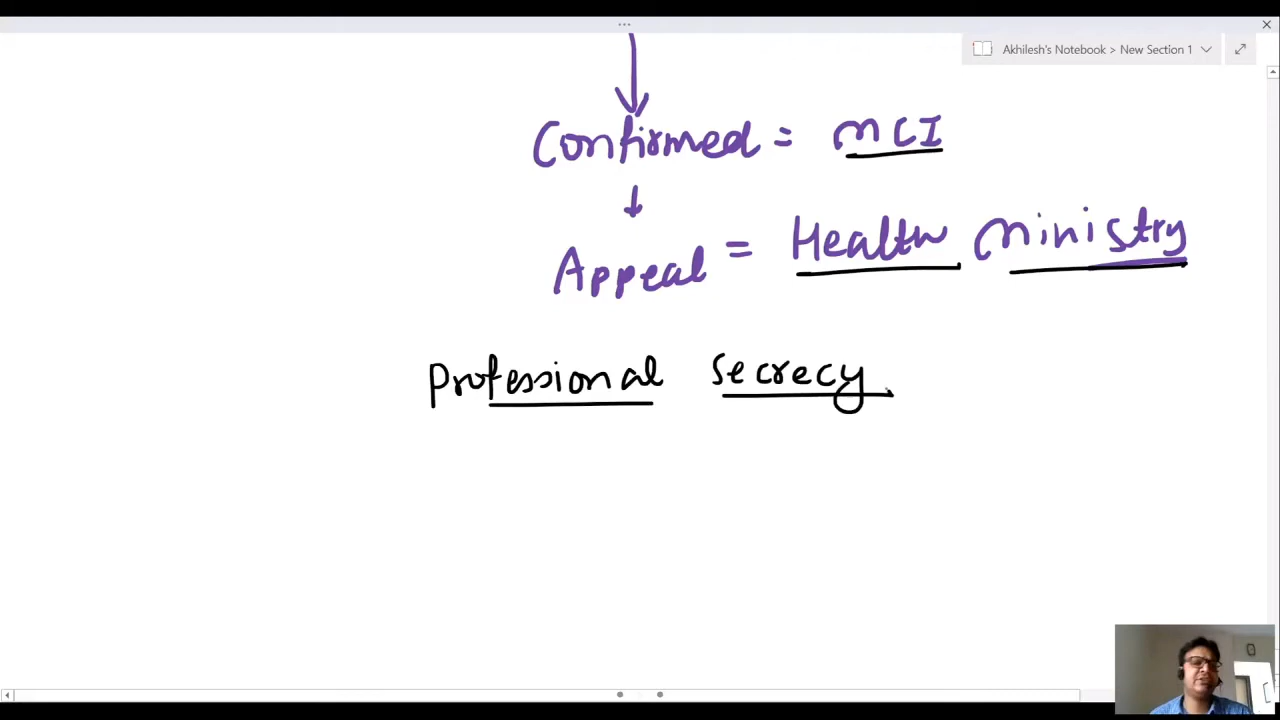 Akhilesh's Notebook > New Section 1
Confirmed = MCI
Appeal = Health Ministry
Professional Secrecy